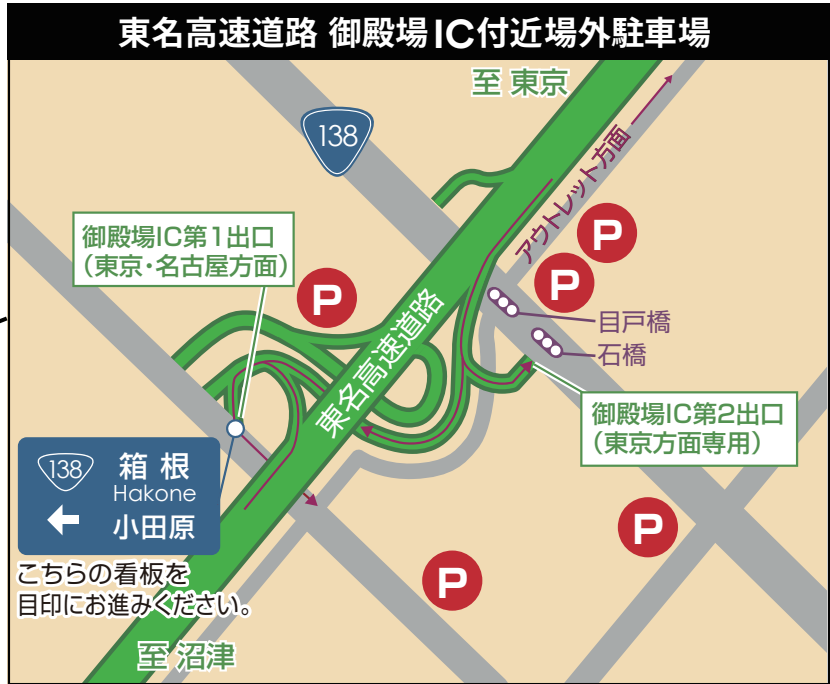 東名高速道路 御殿場IC付近場外駐車場
至 東京
138
アウトレット方面
御殿場IC第1出口
（東京・名古屋方面）
P
P
P
東名高速道路
目戸橋
石橋
御殿場IC第2出口
（東京方面専用）
138 箱根
Hakone
小田原
P
P
こちらの看板を
目印にお進みください。
至 沼津